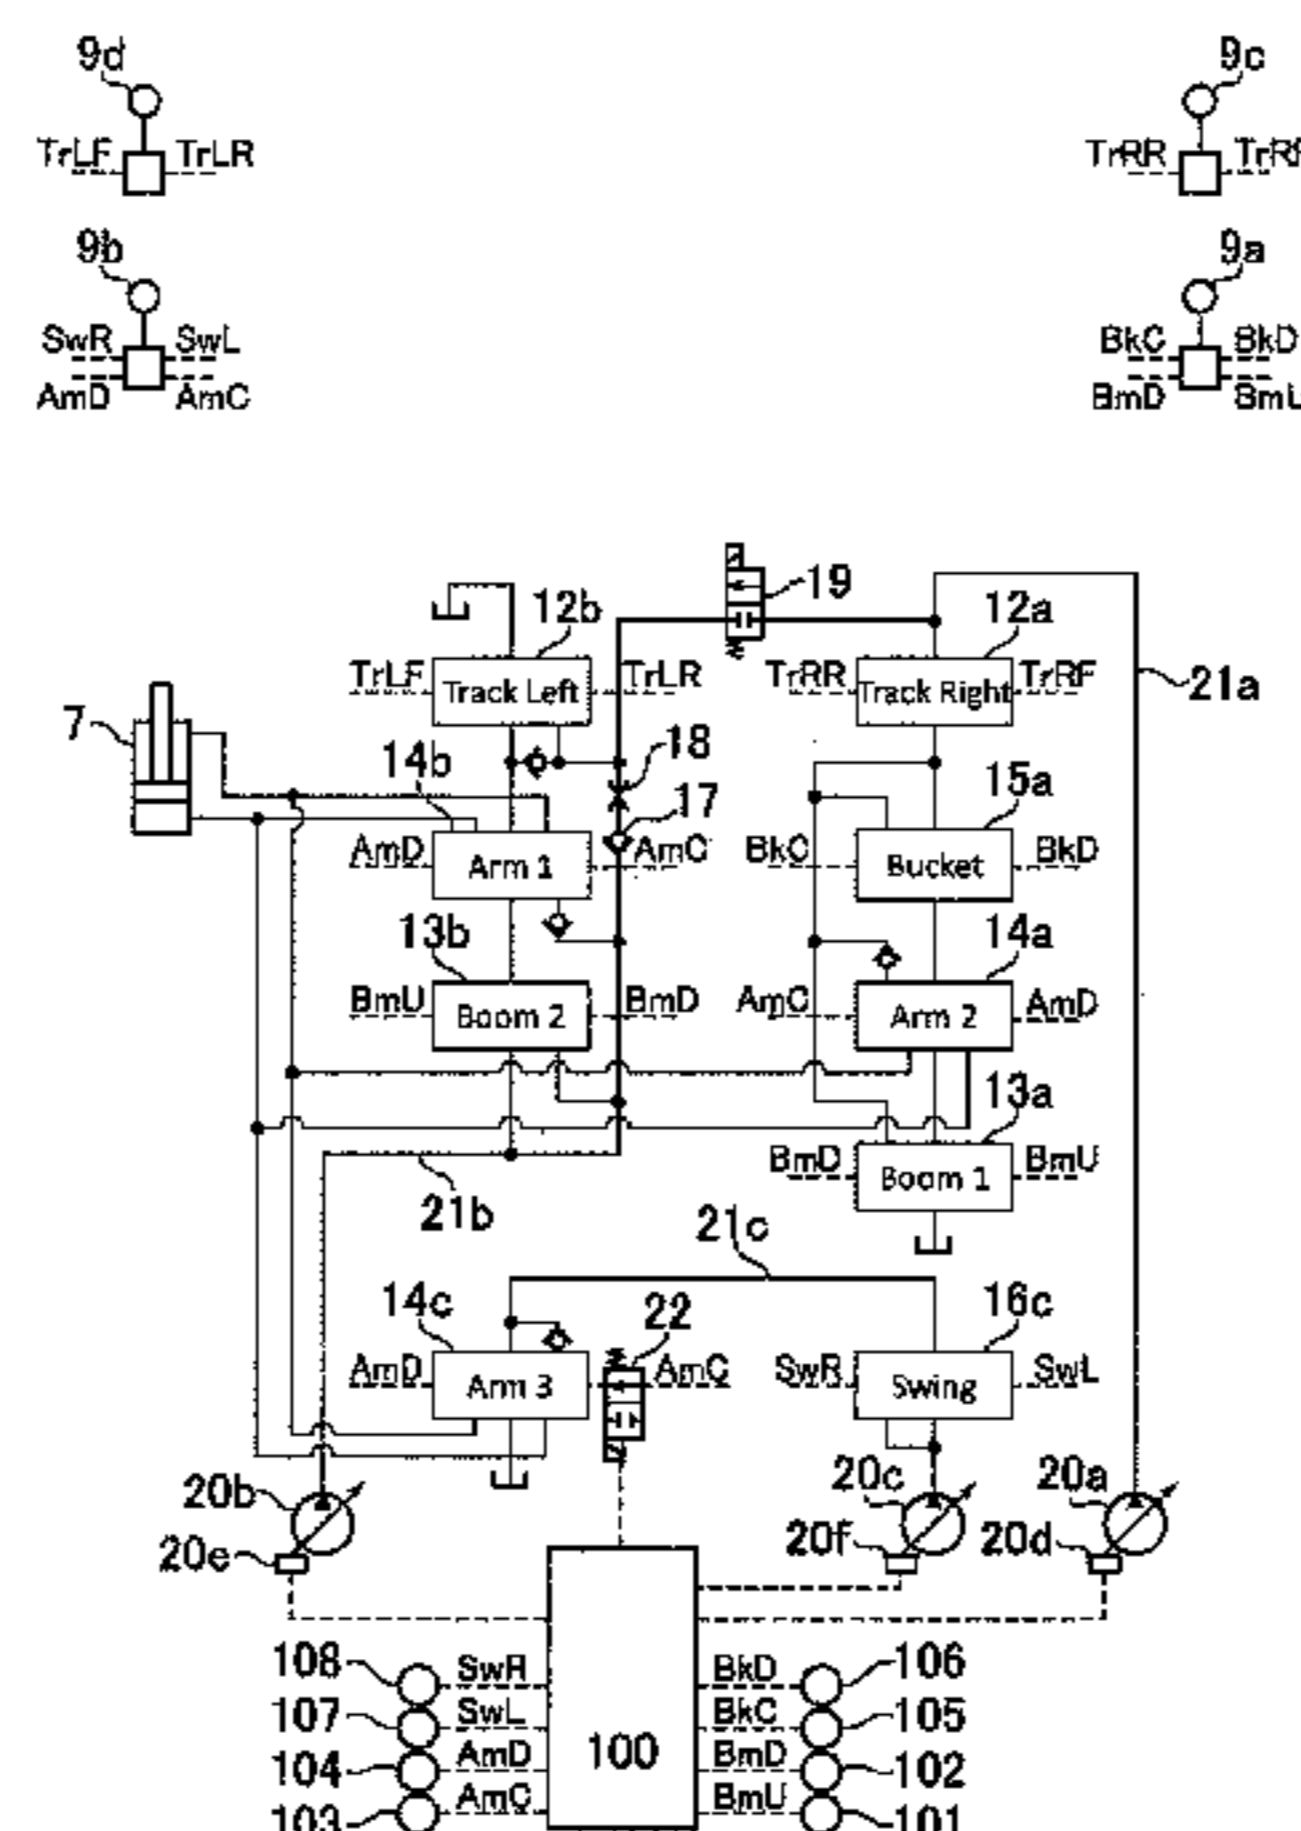 9d 9c
TrLF TrLR TrRR
9b 9a
SwR SwL BkC BkD
AmD AmC BmD
19
12b 12a
TrLF Track Left TrLR TrRR Track Right TrRF
21a
7
14b 18 15a
17
AmD Arm 1 AmC BkC Bucket BkD
13b 14a
BmU Boom 2 BmD AmC Arm 2 AmD
13a
BmD Boom 1 BmU
21b 21c
14c 22 16c
AmD Arm 3 AmC SwR Swing SwL
20b 20c 20a
20e 20f 20d
108 SwR BkD 106
107 SwL BkC 105
100
104 AmD BmD 102
103 AmC BmU 101